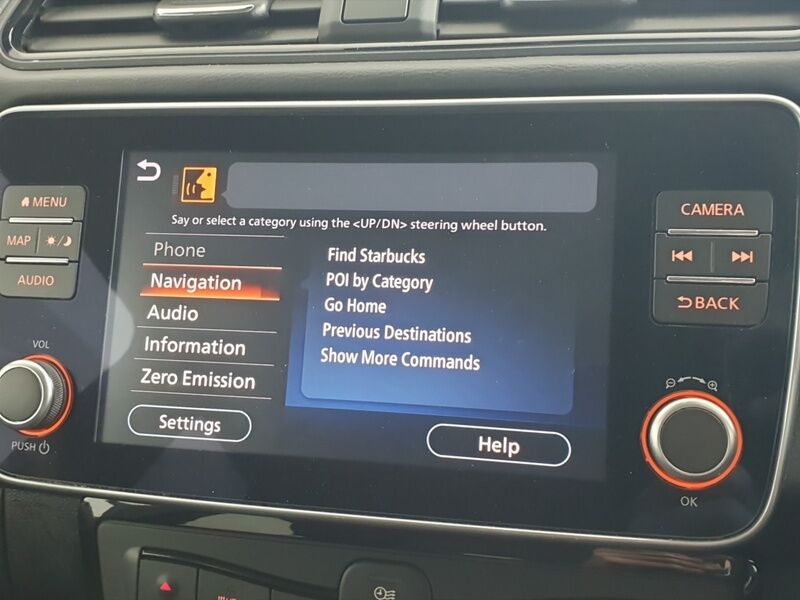 MENU
MAP
AUDIO
VOL
PUSH
Say or select a category using the <UP/DN> steering wheel button.
Phone
Navigation
Audio
Information
Zero Emission
Settings
Find Starbucks
POI by Category
Go Home
Previous Destinations
Show More Commands
Help
CAMERA
BACK
OK